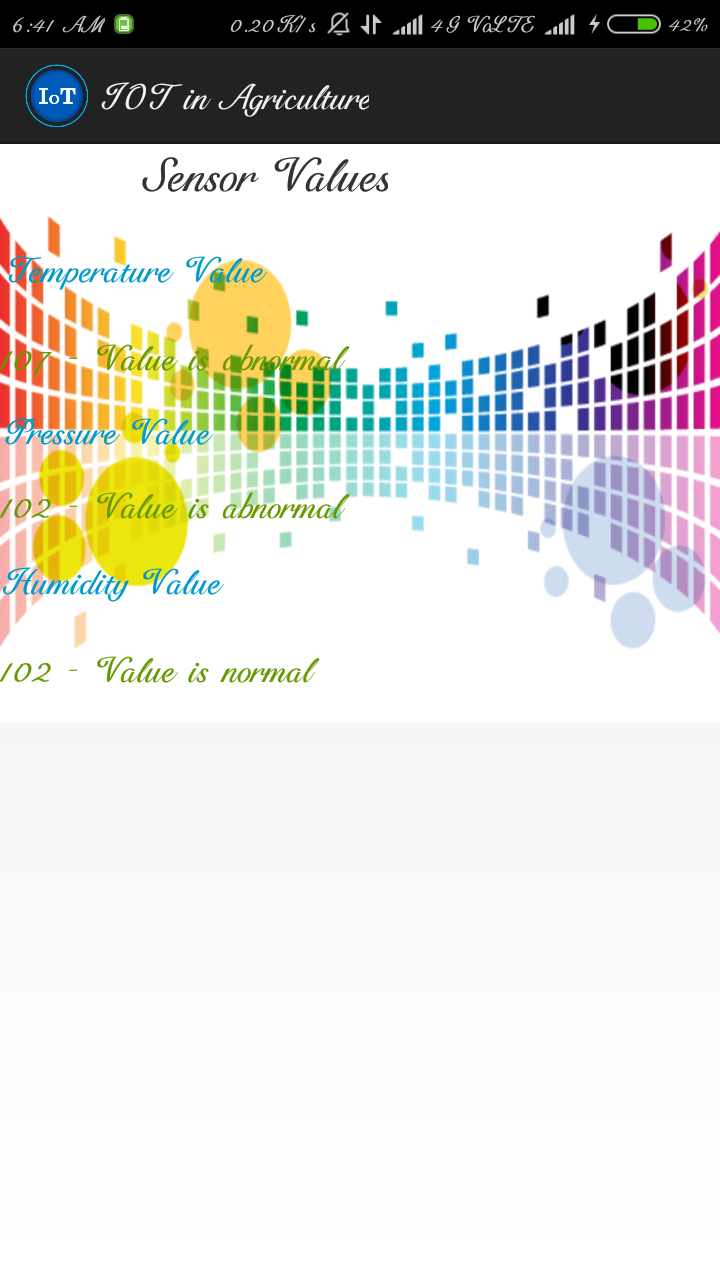 6:41 AM 0.20K/s 4G VoLTE 42%
IoT IOT in Agriculture
Sensor Values
Temperature Value
107 - Value is abnormal
Pressure Value
102 - Value is abnormal
Humidity Value
102 - Value is normal